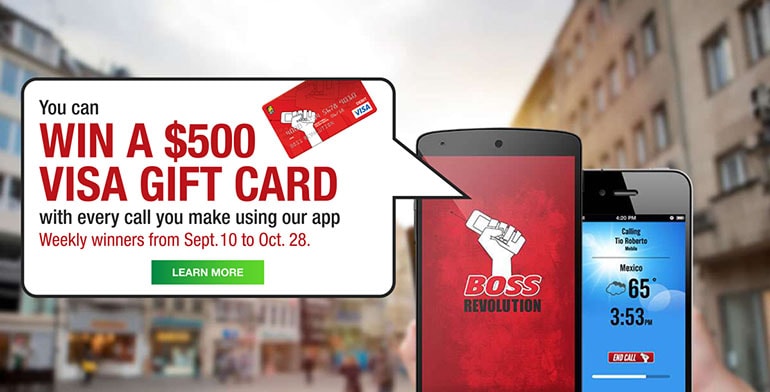 You can
WIN A $500
VISA GIFT CARD
with every call you make using our app
Weekly winners from Sept. 10 to Oct. 28.
LEARN MORE
VISA
BOSS
REVOLUTION
4:20 PM
Calling
Tio Roberto
Mobile
Mexico
65°
3:53PM
END CALL